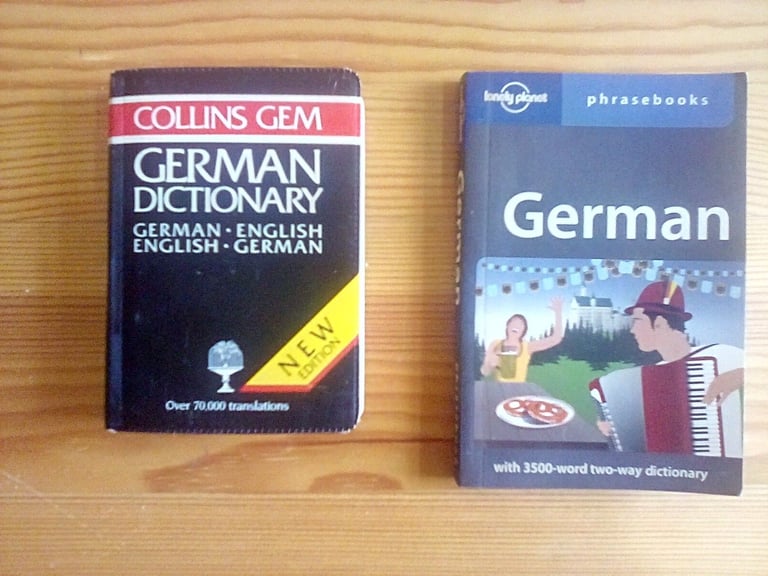 COLLINS GEM
GERMAN
DICTIONARY
GERMAN · ENGLISH
ENGLISH · GERMAN
NEW
EDITION
Over 70,000 translations
lonely planet
phrasebooks
German
German
with 3500-word two-way dictionary